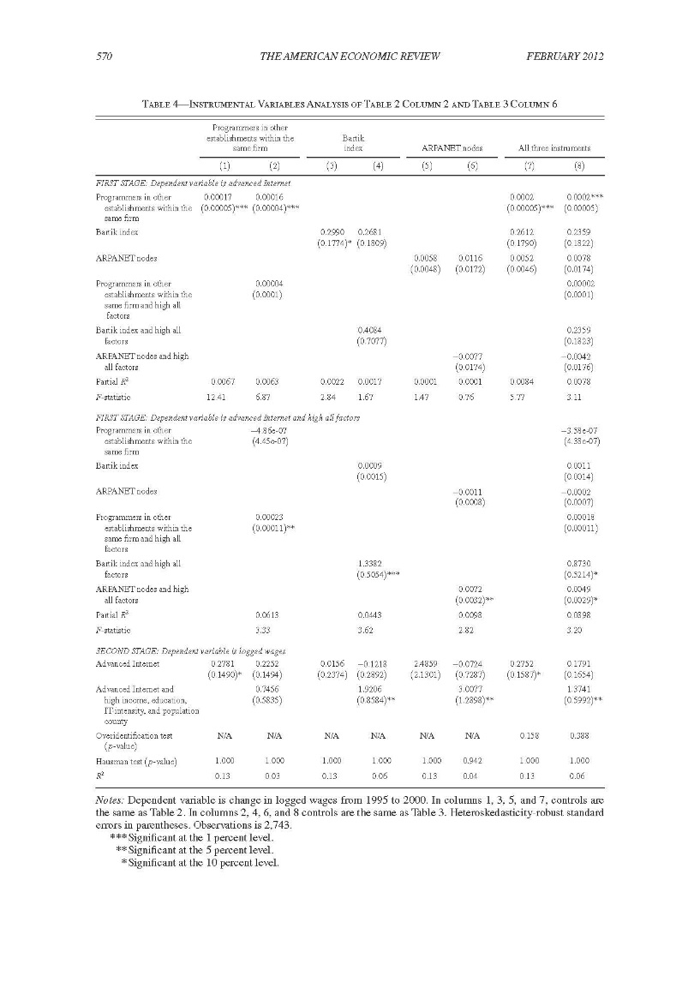 570 THE AMERICAN ECONOMIC REVIEW FEBRUARY 2012
Table 4—Instrumental Variables Analysis of Table 2 Column 2 and Table 3 Column 6
Programmers in other
establishments within the Bartik
same firm index ARPANET nodes All three instruments
(1) (2) (3) (4) (5) (6) (7) (8)
FIRST STAGE: Dependent variable is advanced Internet
Programmers in other 0.00017 0.00016 0.0002 0.0002***
establishments within the (0.00005)*** (0.00004)*** (0.00005)*** (0.00005)
same firm
Bartik index 0.2990 0.2681 0.2612 0.2359
(0.1774)* (0.1809) (0.1790) (0.1822)
ARPANET nodes 0.0058 0.0116 0.0052 0.0078
(0.0048) (0.0172) (0.0046) (0.0174)
Programmers in other 0.00004 0.00002
establishments within the (0.0001) (0.0001)
same firm and high all
factors
Bartik index and high all 0.4084 0.2359
factors (0.7077) (0.1823)
ARPANET nodes and high −0.0077 −0.0042
all factors (0.0174) (0.0176)
Partial R² 0.0067 0.0063 0.0022 0.0017 0.0001 0.0001 0.0084 0.0078
F-statistic 12.41 6.87 2.84 1.67 1.47 0.76 5.77 3.11
FIRST STAGE: Dependent variable is advanced Internet and high all factors
Programmers in other −4.86e-07 −3.58e-07
establishments within the (4.45e-07) (4.38e-07)
same firm
Bartik index 0.0009 0.0011
(0.0015) (0.0014)
ARPANET nodes −0.0011 −0.0002
(0.0008) (0.0007)
Programmers in other 0.00023 0.00018
establishments within the (0.00011)** (0.00011)
same firm and high all
factors
Bartik index and high all 1.3382 0.8730
factors (0.5054)*** (0.5214)*
ARPANET nodes and high 0.0072 0.0049
all factors (0.0032)** (0.0029)*
Partial R² 0.0613 0.0443 0.0098 0.0898
F-statistic 3.33 3.62 2.82 3.20
SECOND STAGE: Dependent variable is logged wages
Advanced Internet 0.2781 0.2252 0.0156 −0.1218 2.4859 −0.0724 0.2752 0.1791
(0.1490)* (0.1494) (0.2374) (0.2892) (2.1301) (0.7287) (0.1587)* (0.1654)
Advanced Internet and 0.7456 1.9206 3.0077 1.3741
high income, education, (0.5835) (0.8584)** (1.2898)** (0.5992)**
IT-intensity, and population
county
Overidentification test N/A N/A N/A N/A N/A N/A 0.158 0.388
(p-value)
Hausman test (p-value) 1.000 1.000 1.000 1.000 1.000 0.942 1.000 1.000
R² 0.13 0.03 0.13 0.06 0.13 0.04 0.13 0.06
Notes: Dependent variable is change in logged wages from 1995 to 2000. In columns 1, 3, 5, and 7, controls are
the same as Table 2. In columns 2, 4, 6, and 8 controls are the same as Table 3. Heteroskedasticity-robust standard
errors in parentheses. Observations is 2,743.
***Significant at the 1 percent level.
**Significant at the 5 percent level.
*Significant at the 10 percent level.